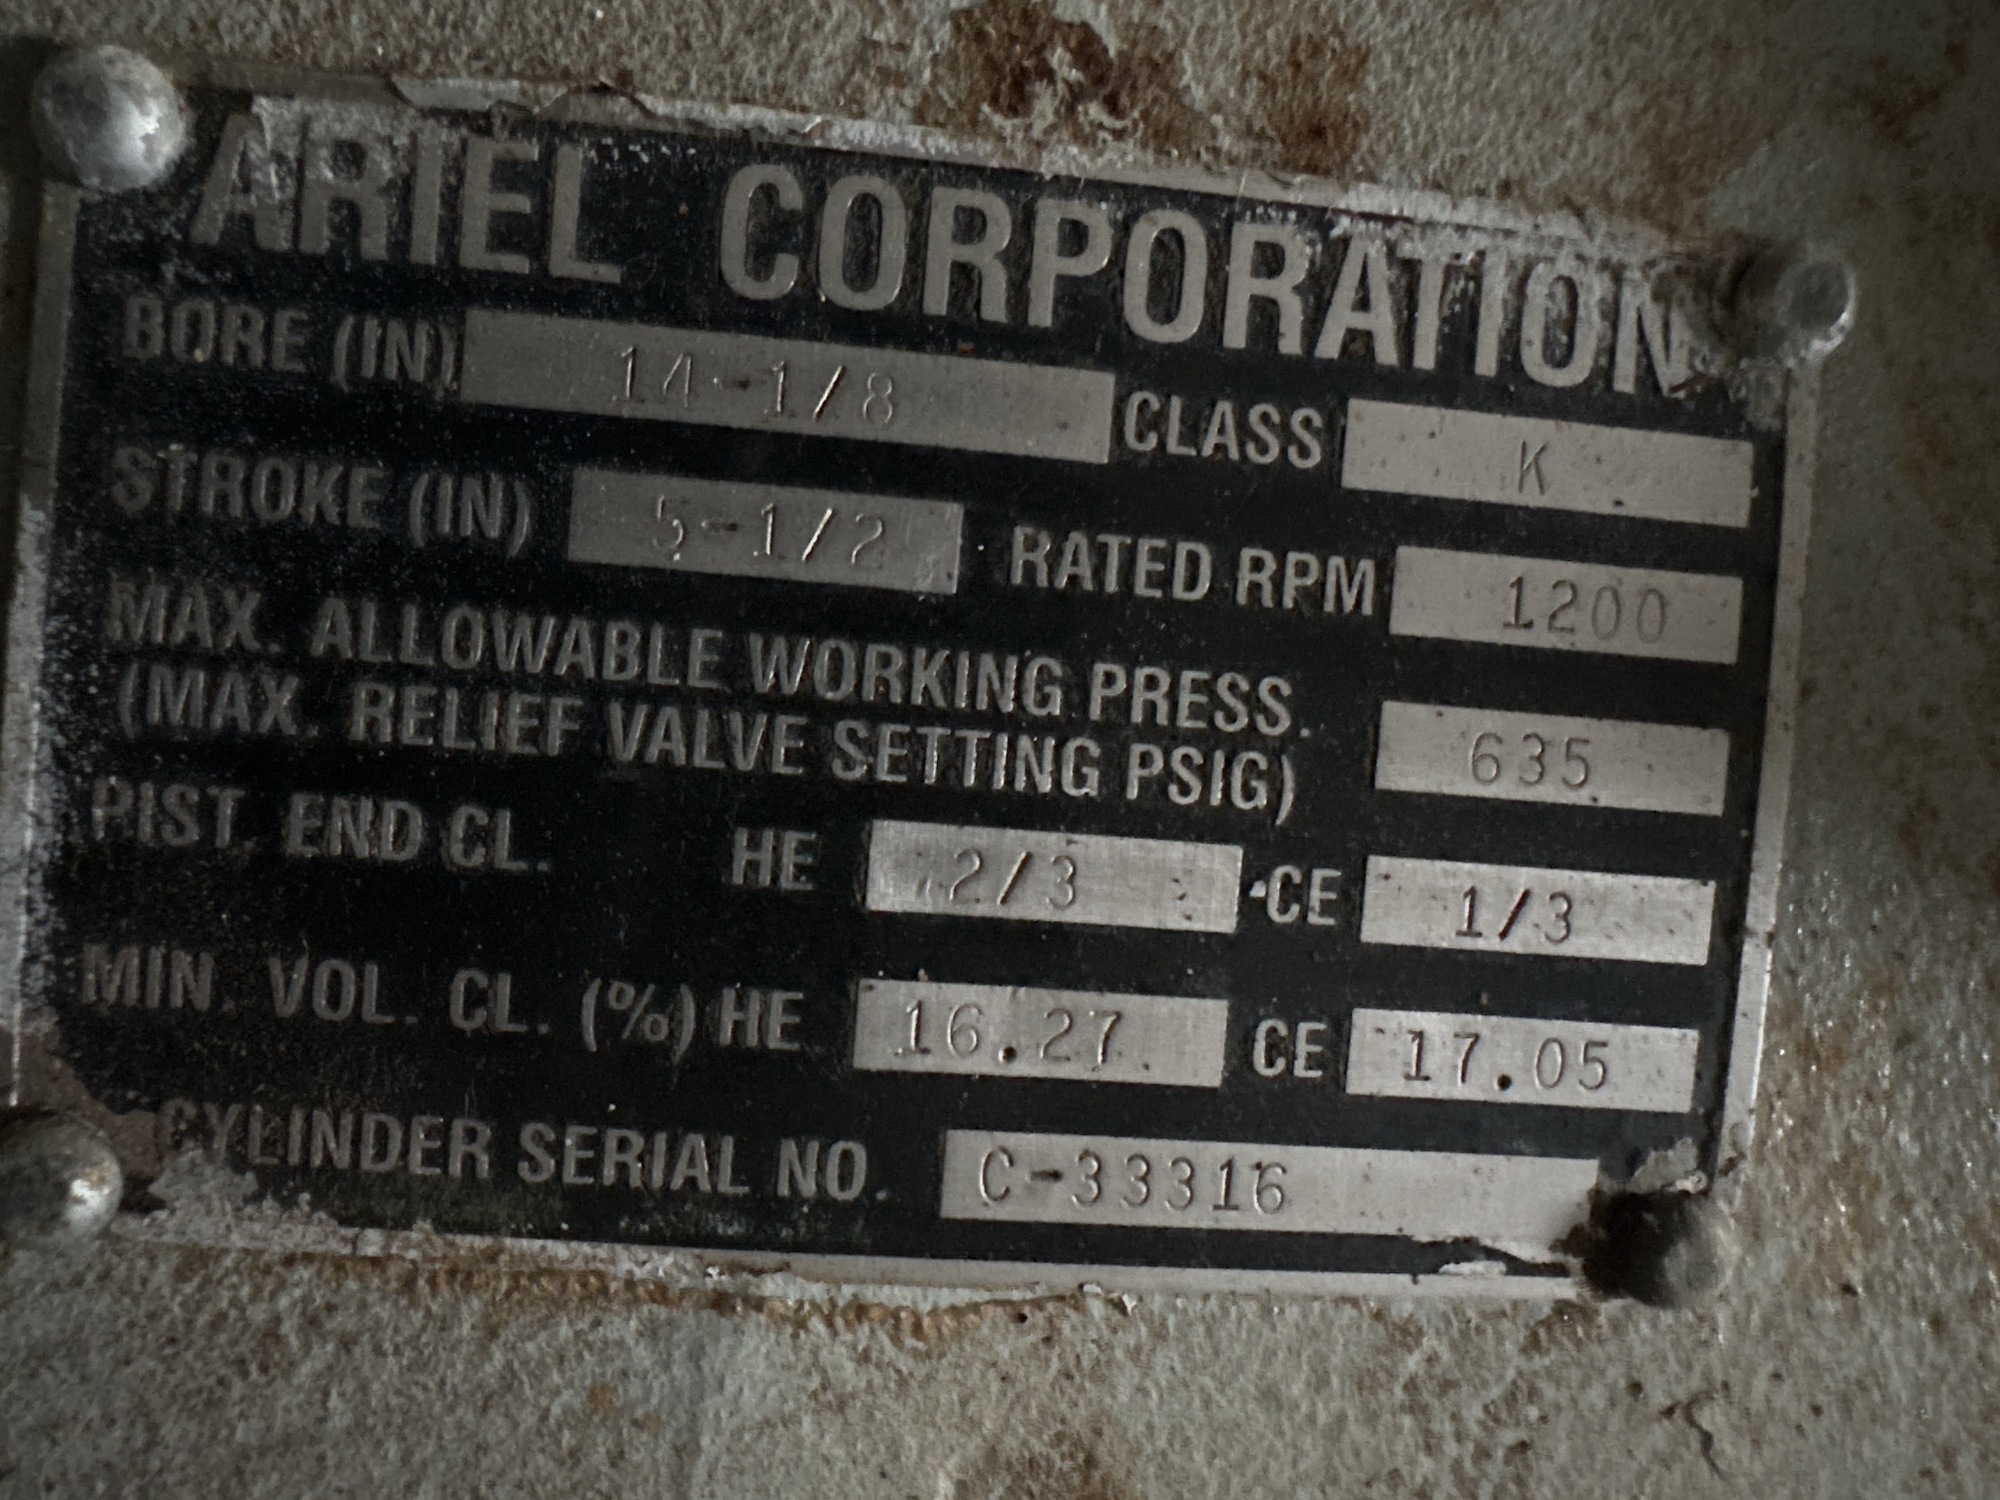 ARIEL CORPORATION
BORE (IN) 14-1/8 CLASS K
STROKE (IN) 5-1/2 RATED RPM 1200
MAX. ALLOWABLE WORKING PRESS.
(MAX. RELIEF VALVE SETTING PSIG) 635
PIST. END CL. HE 2/3 CE 1/3
MIN. VOL. CL. (%) HE 16.27 CE 17.05
CYLINDER SERIAL NO. C-33316